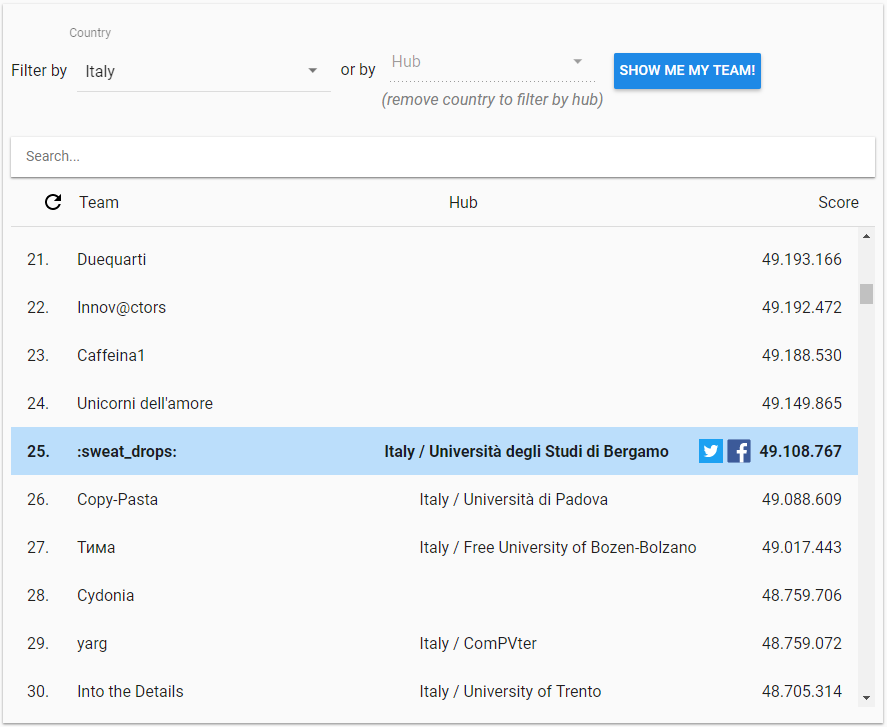 Country
Filter by Italy or by Hub SHOW ME MY TEAM!
(remove country to filter by hub)
Search...
Team Hub Score
21. Duequarti 49.193.166
22. Innov@ctors 49.192.472
23. Caffeina1 49.188.530
24. Unicorni dell'amore 49.149.865
25. :sweat_drops: Italy / Università degli Studi di Bergamo 49.108.767
26. Copy-Pasta Italy / Università di Padova 49.088.609
27. Тима Italy / Free University of Bozen-Bolzano 49.017.443
28. Cydonia 48.759.706
29. yarg Italy / ComPVter 48.759.072
30. Into the Details Italy / University of Trento 48.705.314